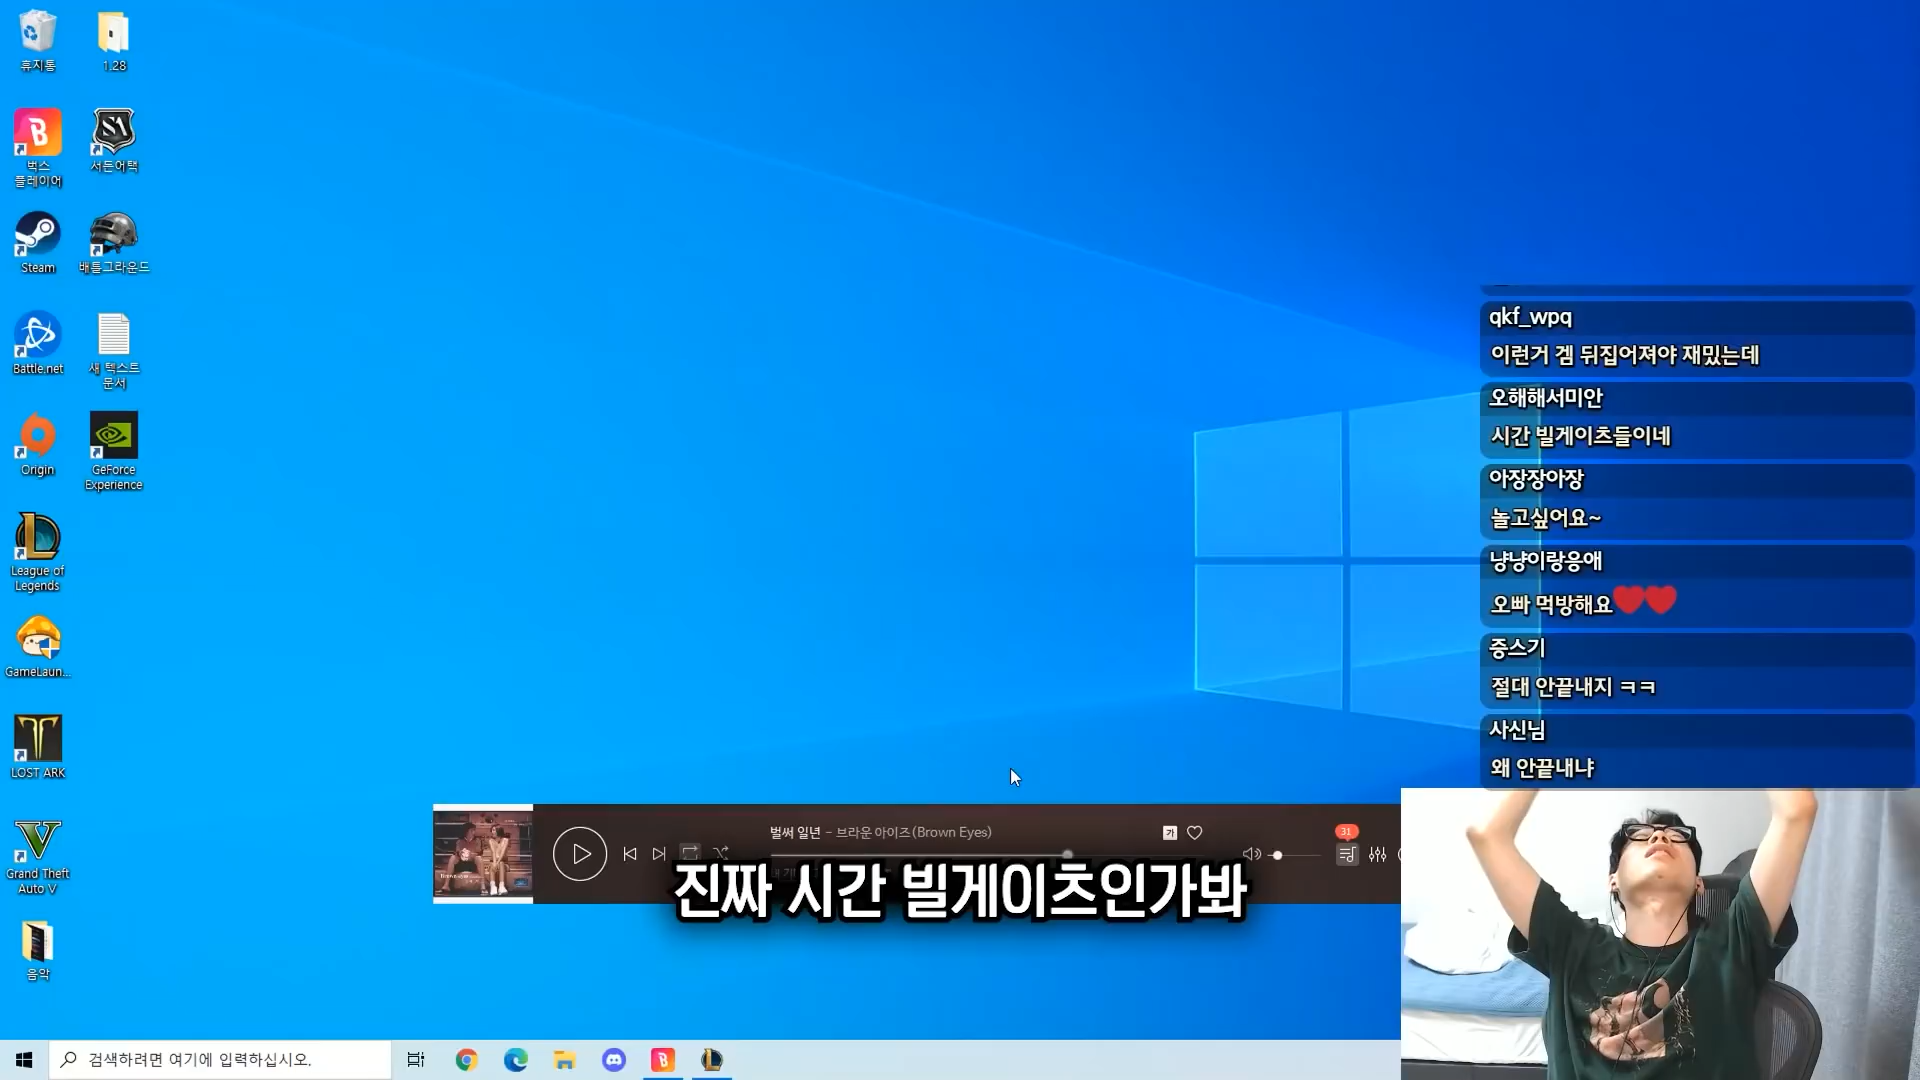 휴지통
1.28
벅스
플레이어
서든어택
Steam
배틀그라운드
Battle.net
새 텍스트
문서
Origin
GeForce
Experience
League of
Legends
GameLaun...
LOST ARK
Grand Theft
Auto V
음악
qkf_wpq
이런거 겜 뒤집어져야 재밌는데
오해해서미안
시간 빌게이츠들이네
아장장아장
놀고싶어요~
냥냥이랑응애
오빠 먹방해요
중스기
절대 안끝내지 ㅋㅋ
사신님
왜 안끝내냐
벌써 일년 - 브라운 아이즈(Brown Eyes)
가
31
진짜 시간 빌게이츠인가봐
검색하려면 여기에 입력하십시오.